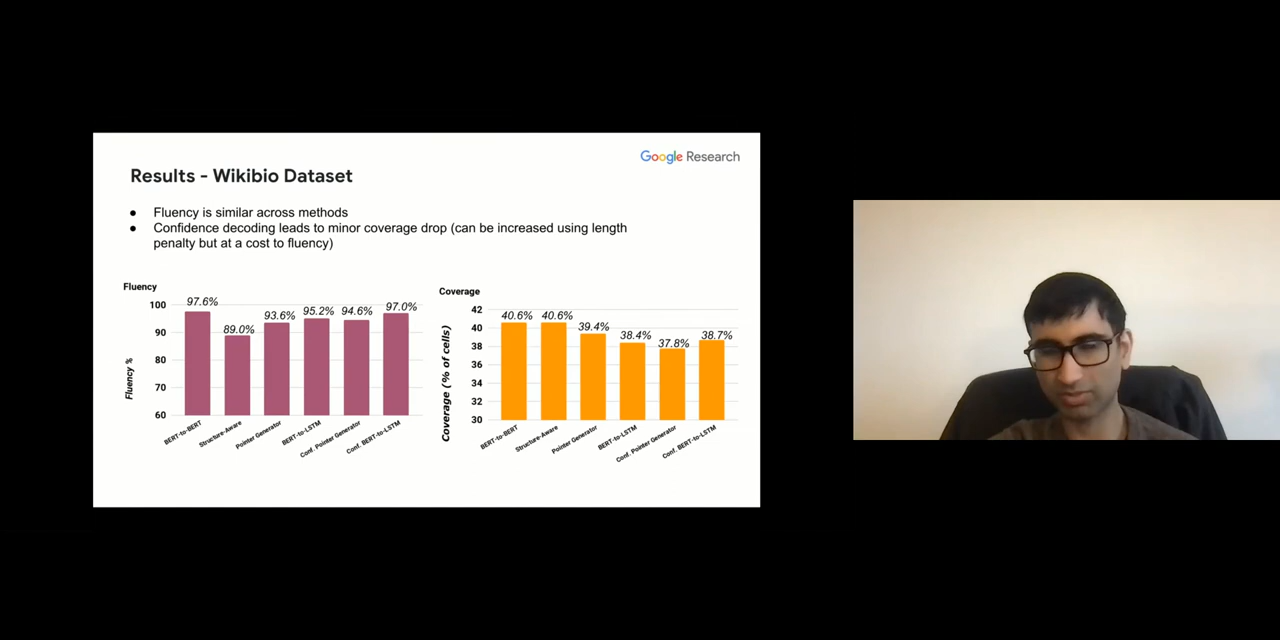 Google Research
Results - Wikibio Dataset
● Fluency is similar across methods
● Confidence decoding leads to minor coverage drop (can be increased using length
penalty but at a cost to fluency)
Fluency
100
90
80
70
60
Fluency %
97.6%
89.0%
93.6%
95.2%
94.6%
97.0%
BERT-to-BERT
Structure-Aware
Pointer Generator
BERT-to-LSTM
Conf. Pointer Generator
Conf. BERT-to-LSTM
Coverage
42
40
38
36
34
32
30
Coverage (% of cells)
40.6%
40.6%
39.4%
38.4%
37.8%
38.7%
BERT-to-BERT
Structure-Aware
Pointer Generator
BERT-to-LSTM
Conf. Pointer Generator
Conf. BERT-to-LSTM